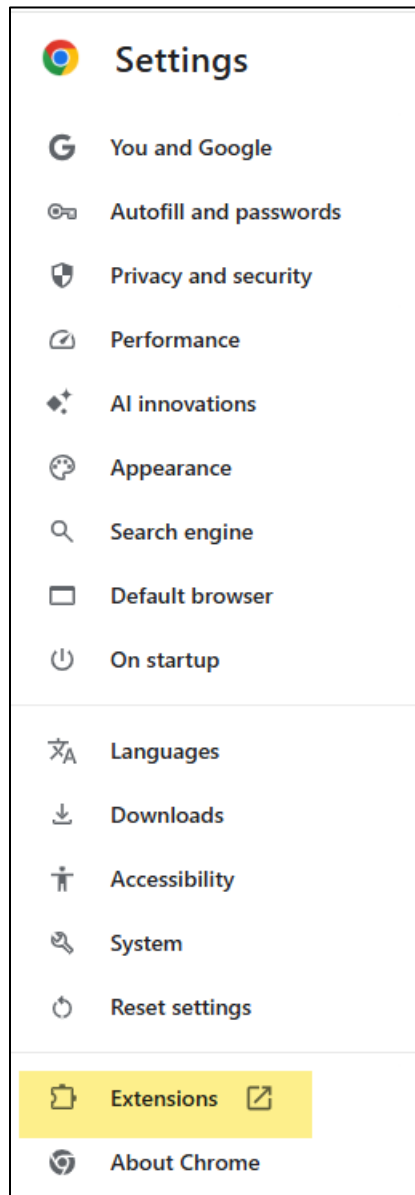 Settings
You and Google
Autofill and passwords
Privacy and security
Performance
AI innovations
Appearance
Search engine
Default browser
On startup
Languages
Downloads
Accessibility
System
Reset settings
Extensions
About Chrome